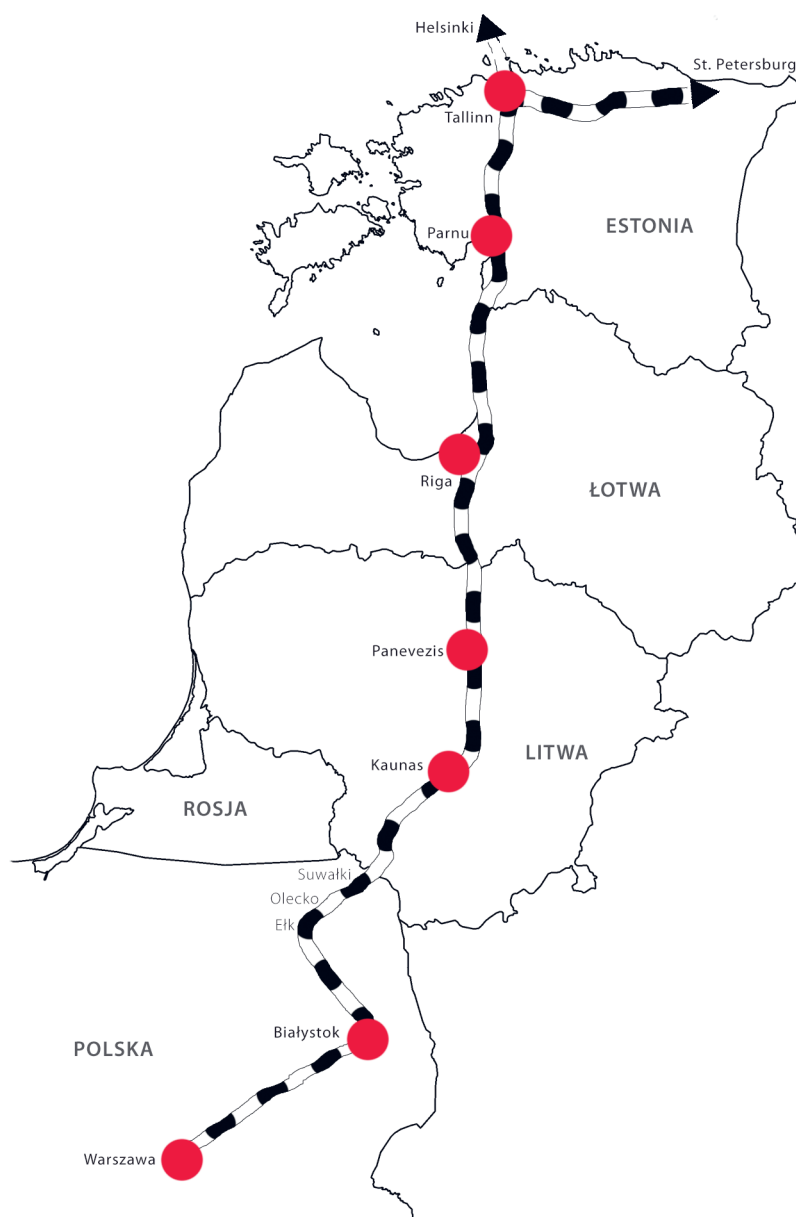 Helsinki
St. Petersburg
Tallinn
Parnu
ESTONIA
Riga
ŁOTWA
Panevezis
Kaunas
LITWA
ROSJA
Suwałki
Olecko
Ełk
Białystok
POLSKA
Warszawa